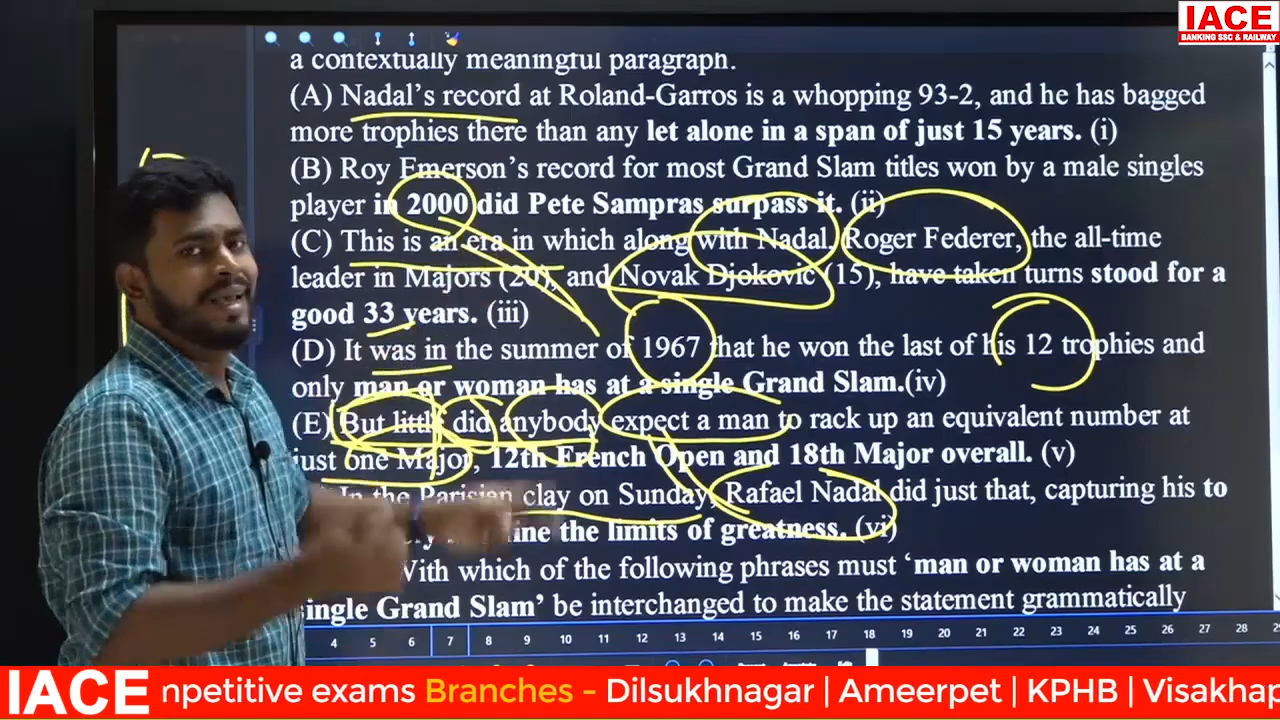 IACE
BANKING SSC & RAILWAY
a contextually meaningful paragraph.
(A) Nadal's record at Roland-Garros is a whopping 93-2, and he has bagged
more trophies there than any let alone in a span of just 15 years. (i)
(B) Roy Emerson's record for most Grand Slam titles won by a male singles
player in 2000 did Pete Sampras surpass it. (ii)
(C) This is an era in which along with Nadal, Roger Federer, the all-time
leader in Majors (20), and Novak Djokovic (15), have taken turns stood for a
good 33 years. (iii)
(D) It was in the summer of 1967 that he won the last of his 12 trophies and
only man or woman has at a single Grand Slam.(iv)
(E) But little did anybody expect a man to rack up an equivalent number at
just one Major, 12th French Open and 18th Major overall. (v)
In the Parisian clay on Sunday, Rafael Nadal did just that, capturing his to
the limits of greatness. (vi)
With which of the following phrases must ‘man or woman has at a
single Grand Slam’ be interchanged to make the statement grammatically
4 5 6 7 8 9 10 11 12 13 14 15 16 17 18 19 20 21 22 23 24 25 26 27 28
IACE npetitive exams Branches - Dilsukhnagar | Ameerpet | KPHB | Visakhap